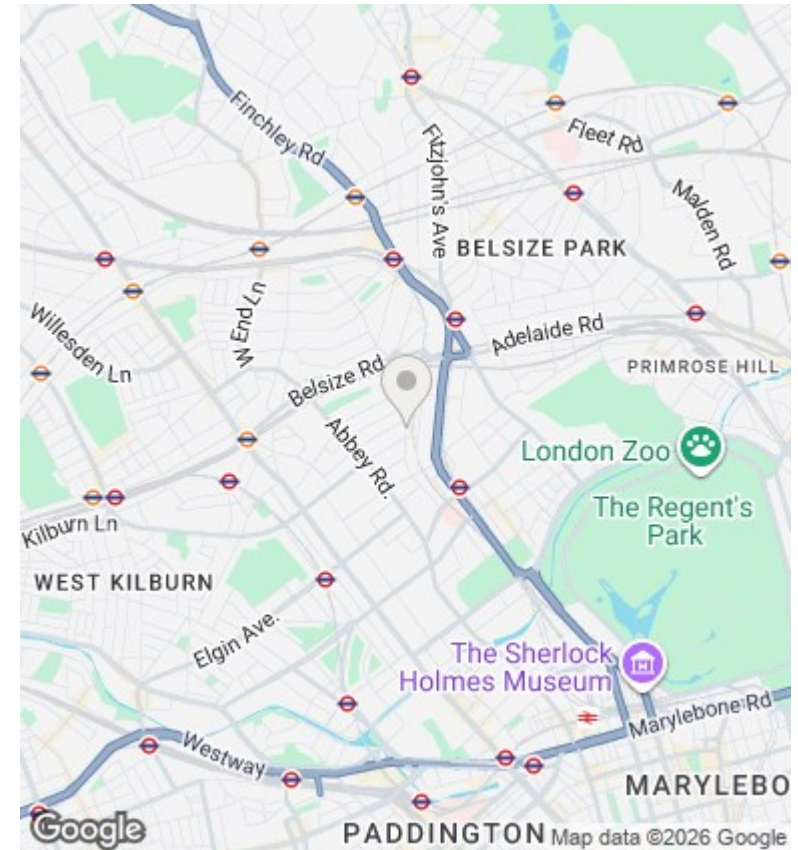 Finchley Rd
Fitzjohn's Ave
Fleet Rd
Malden Rd
BELSIZE PARK
W End Ln
Willesden Ln
Adelaide Rd
Belsize Rd
PRIMROSE HILL
Abbey Rd.
London Zoo
The Regent's
Park
Kilburn Ln
WEST KILBURN
Elgin Ave.
The Sherlock
Holmes Museum
Marylebone Rd
Westway
MARYLEBO
Google
PADDINGTON
Map data ©2026 Google